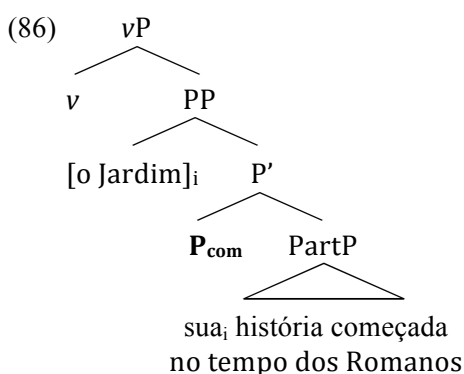 (86) vP
v PP
[o Jardim]i P’
Pcom PartP
suai história começada
no tempo dos Romanos